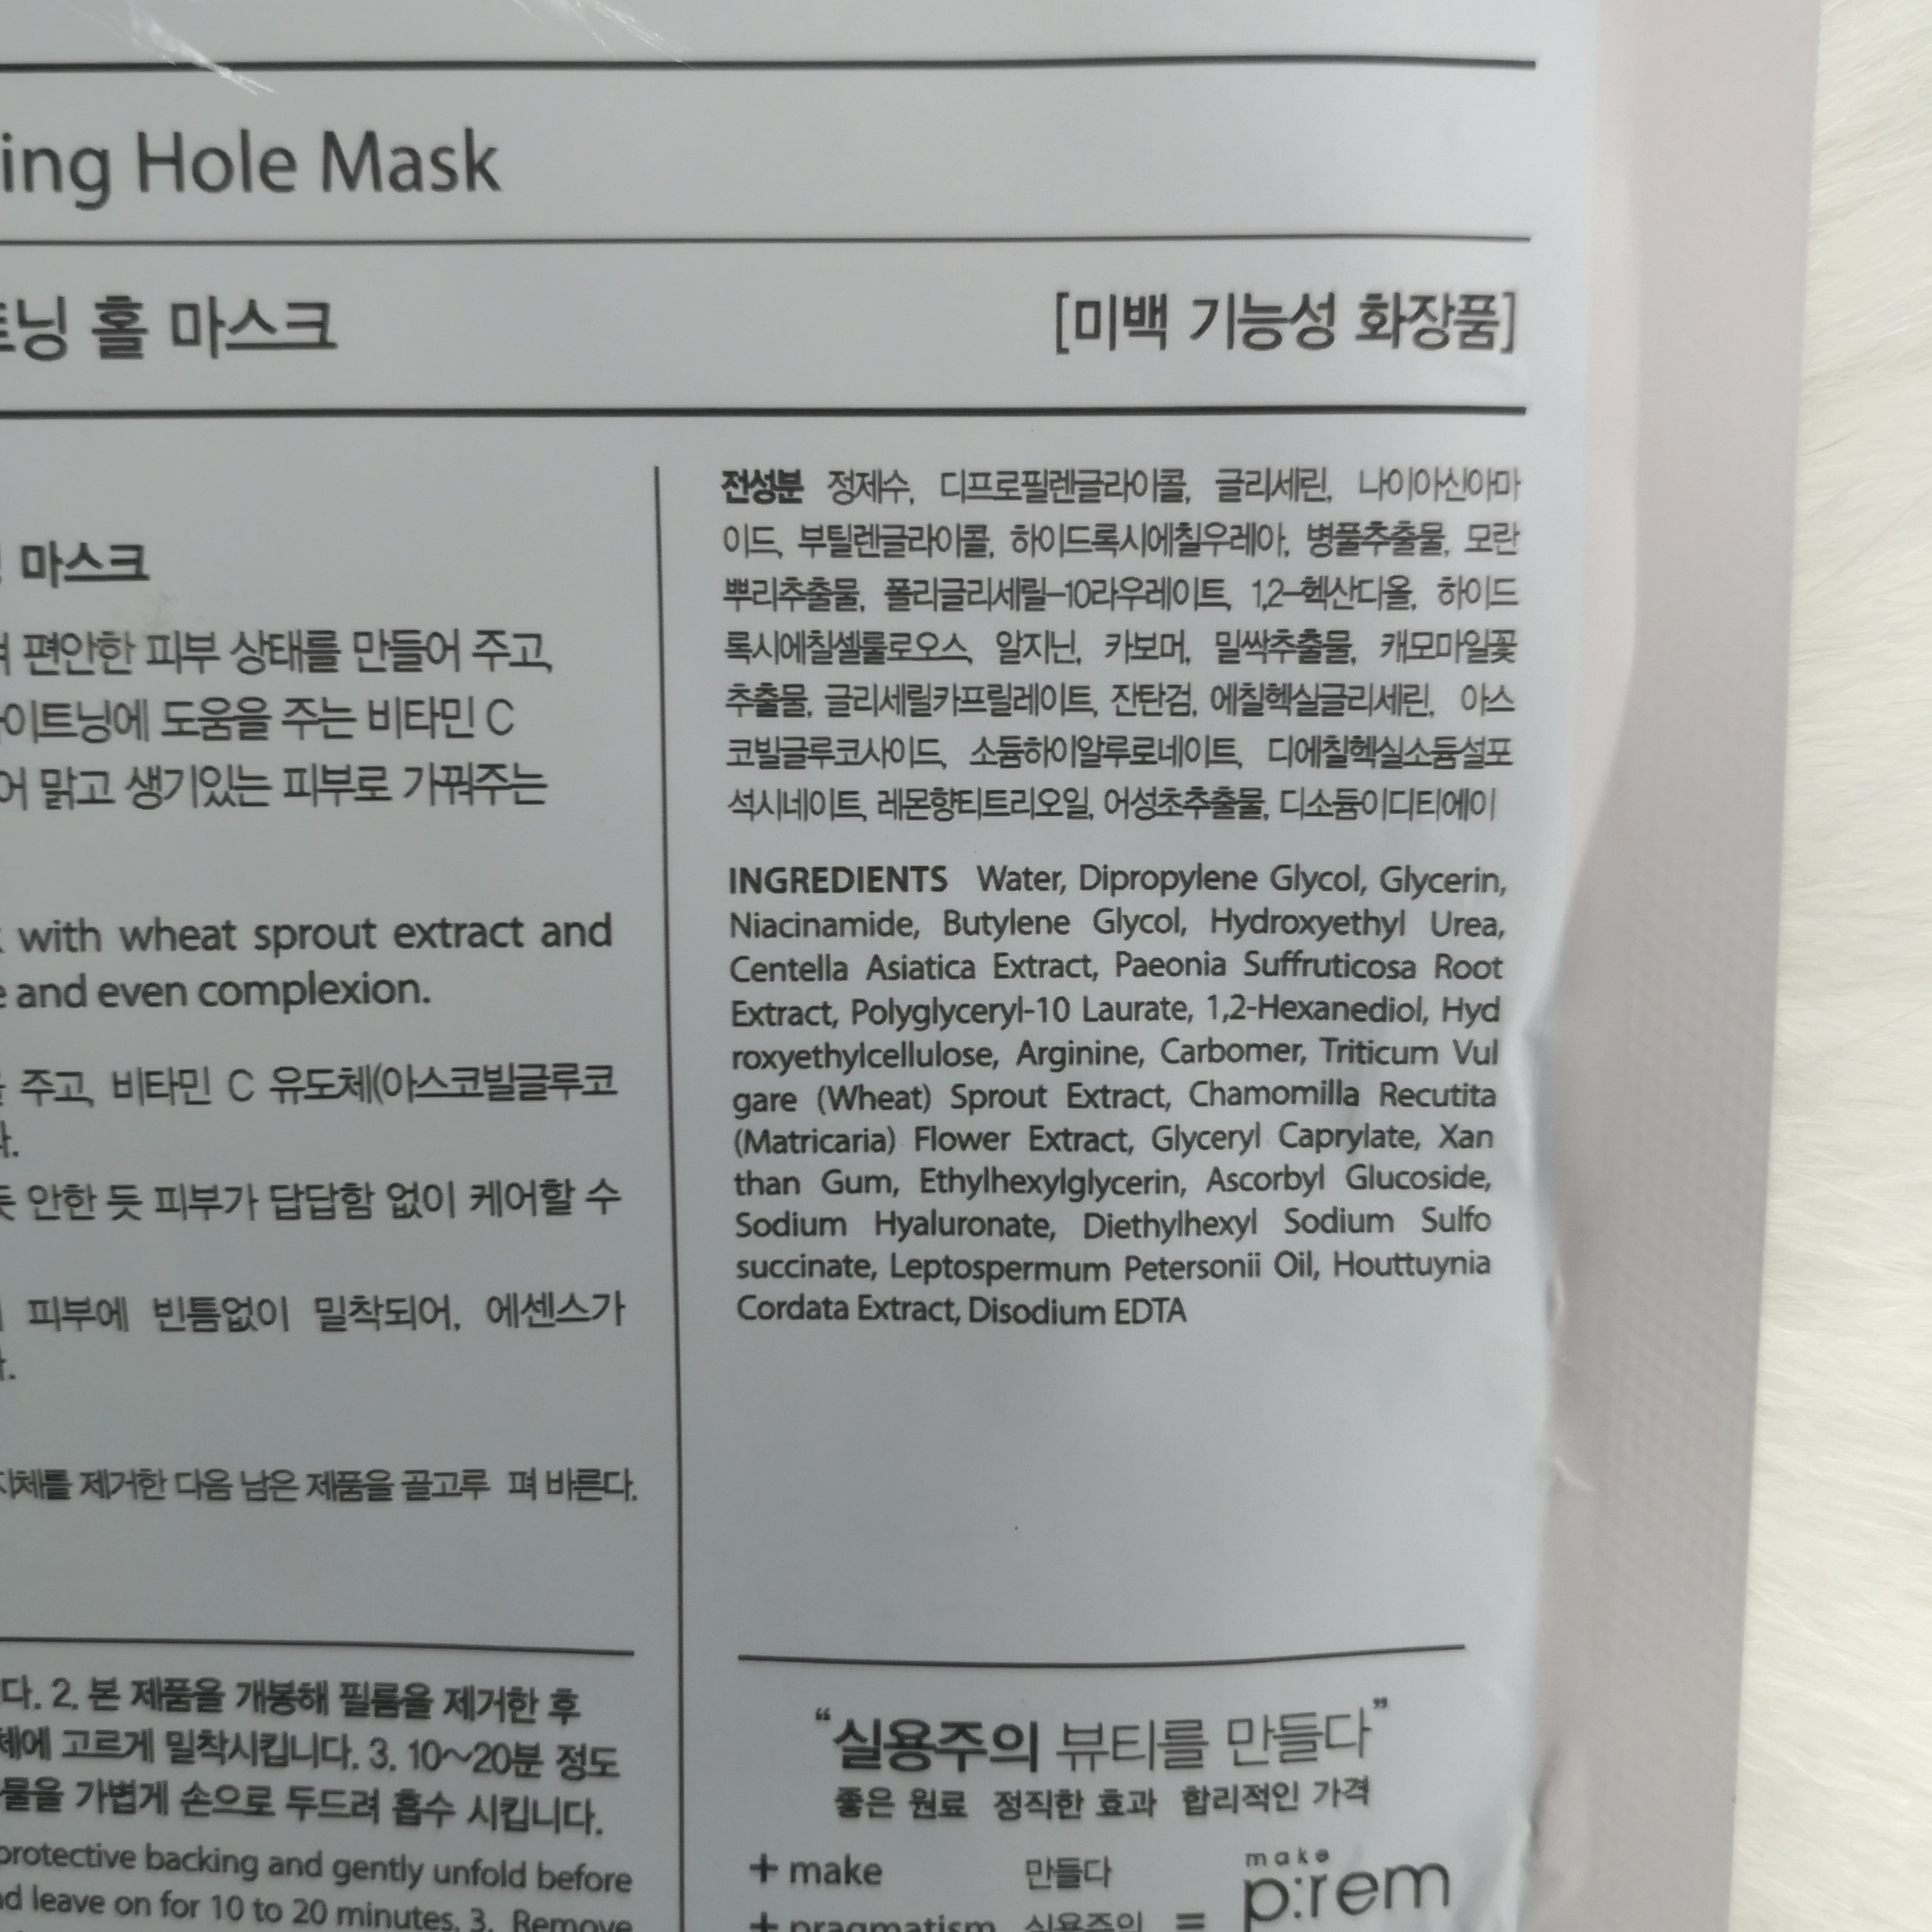 ing Hole Mask
닝 홀 마스크
[미백 기능성 화장품]
마스크
편안한 피부 상태를 만들어 주고,
이트닝에 도움을 주는 비타민 C
어 맑고 생기있는 피부로 가꿔주는
with wheat sprout extract and
and even complexion.
주고, 비타민 C 유도체(아스코빌글루코
안한 듯 피부가 답답함 없이 케어할 수
피부에 빈틈없이 밀착되어, 에센스가
제거한 다음 남은 제품을 골고루 펴 바른다.
다. 2. 본 제품을 개봉해 필름을 제거한 후
고르게 밀착시킵니다. 3. 10~20분 정도
물을 가볍게 손으로 두드려 흡수 시킵니다.
protective backing and gently unfold before
leave on for 10 to 20 minutes. 3. Remove
전성분 정제수, 디프로필렌글라이콜, 글리세린, 나이아신아마
이드, 부틸렌글라이콜, 하이드록시에칠우레아, 병풀추출물, 모란
뿌리추출물, 폴리글리세릴-10라우레이트, 1,2-헥산디올, 하이드
록시에칠셀룰로오스, 알지닌, 카보머, 밀싹추출물, 캐모마일꽃
추출물, 글리세릴카프릴레이트, 잔탄검, 에칠헥실글리세린, 아스
코빌글루코사이드, 소듐하이알루로네이트, 디에칠헥실소듐설포
석시네이트, 레몬향티트리오일, 어성초추출물, 디소듐이디티에이
INGREDIENTS Water, Dipropylene Glycol, Glycerin,
Niacinamide, Butylene Glycol, Hydroxyethyl Urea,
Centella Asiatica Extract, Paeonia Suffruticosa Root
Extract, Polyglyceryl-10 Laurate, 1,2-Hexanediol, Hyd
roxyethylcellulose, Arginine, Carbomer, Triticum Vul
gare (Wheat) Sprout Extract, Chamomilla Recutita
(Matricaria) Flower Extract, Glyceryl Caprylate, Xan
than Gum, Ethylhexylglycerin, Ascorbyl Glucoside,
Sodium Hyaluronate, Diethylhexyl Sodium Sulfo
succinate, Leptospermum Petersonii Oil, Houttuynia
Cordata Extract, Disodium EDTA
“실용주의 뷰티를 만들다”
좋은 원료 정직한 효과 합리적인 가격
+ make 만들다
+ pragmatism 실용주의 =
make
p:rem